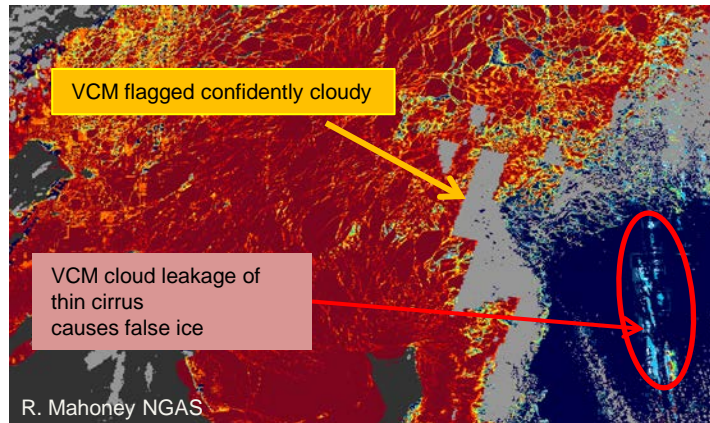 VCM flagged confidently cloudy
VCM cloud leakage of
thin cirrus
causes false ice
R. Mahoney NGAS